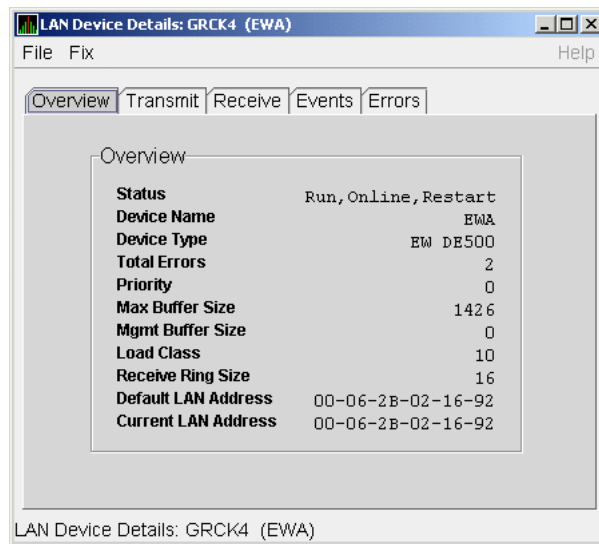 LAN Device Details: GRCK4 (EWA)
File Fix Help
Overview Transmit Receive Events Errors
Overview
Status Run,Online,Restart
Device Name EWA
Device Type EW DE500
Total Errors 2
Priority 0
Max Buffer Size 1426
Mgmt Buffer Size 0
Load Class 10
Receive Ring Size 16
Default LAN Address 00-06-2B-02-16-92
Current LAN Address 00-06-2B-02-16-92
LAN Device Details: GRCK4 (EWA)